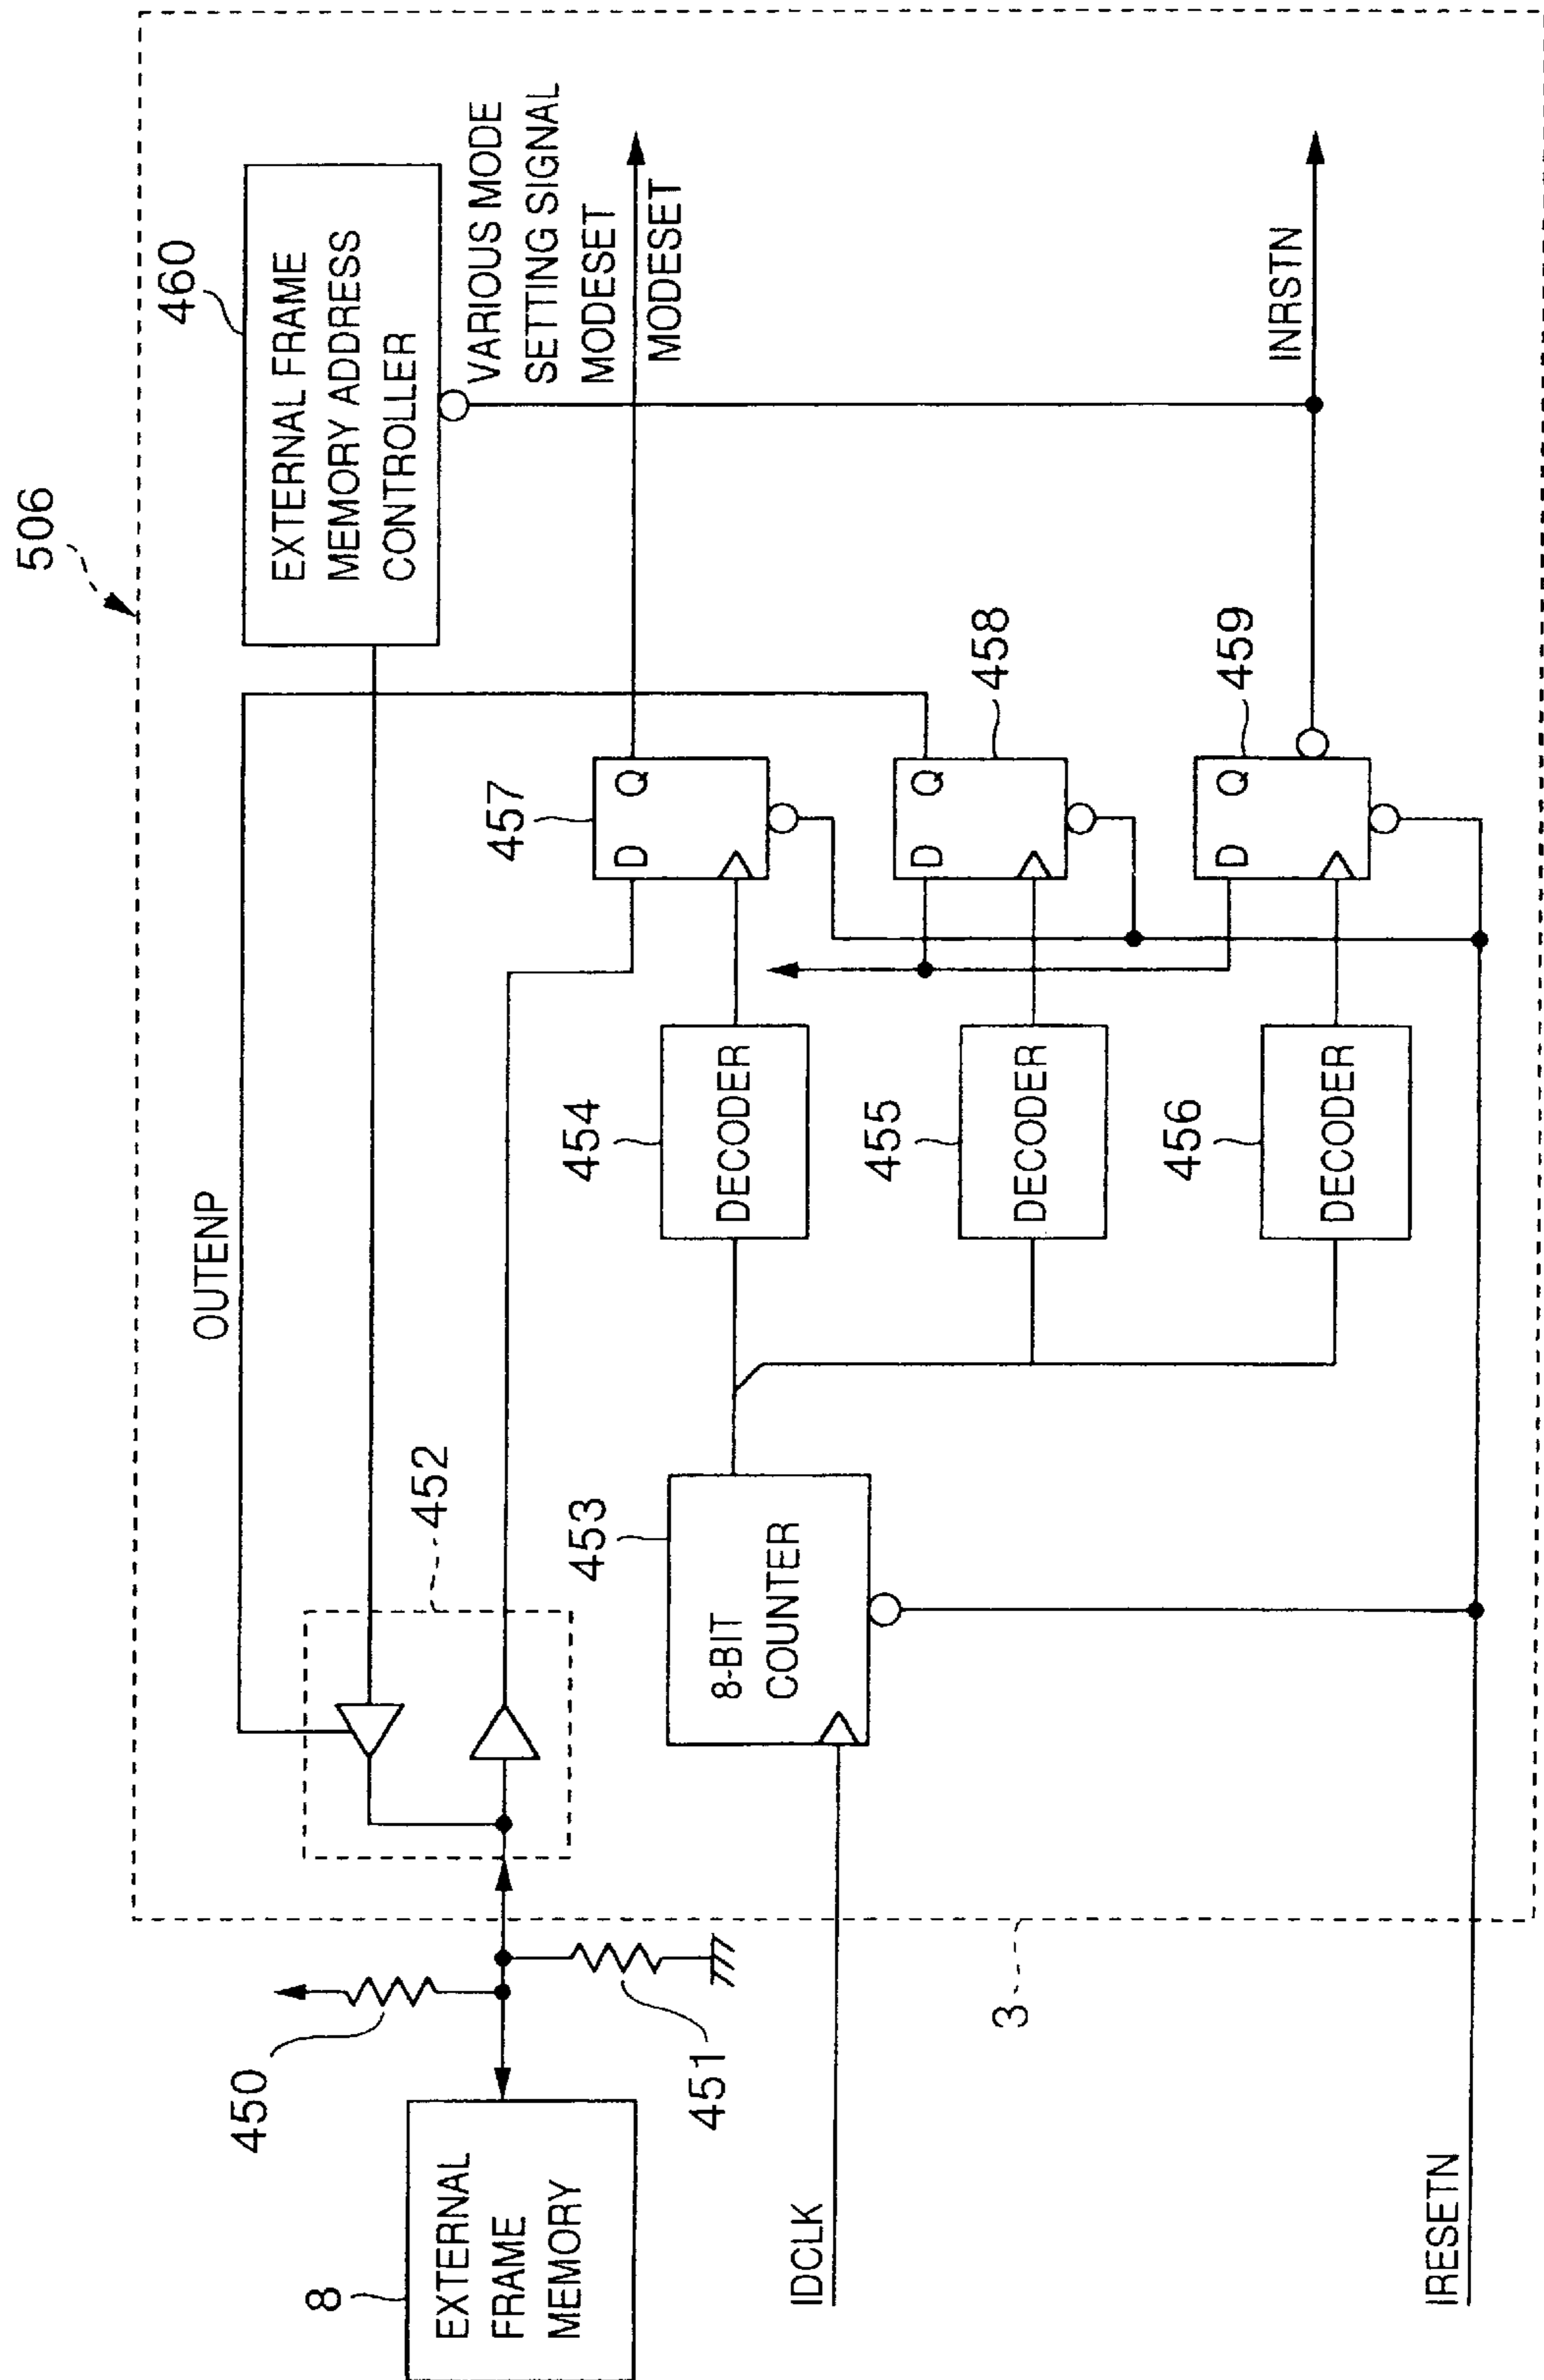 506
460
EXTERNAL FRAME
MEMORY ADDRESS
CONTROLLER
OUTENP
VARIOUS MODE
SETTING SIGNAL
MODESET
MODESET
452
450
8
EXTERNAL
FRAME
MEMORY
451
457
D Q
454
DECODER
453
8-BIT
COUNTER
458
D Q
455
DECODER
459
D Q
456
DECODER
INRSTN
IDCLK
3
IRESETN